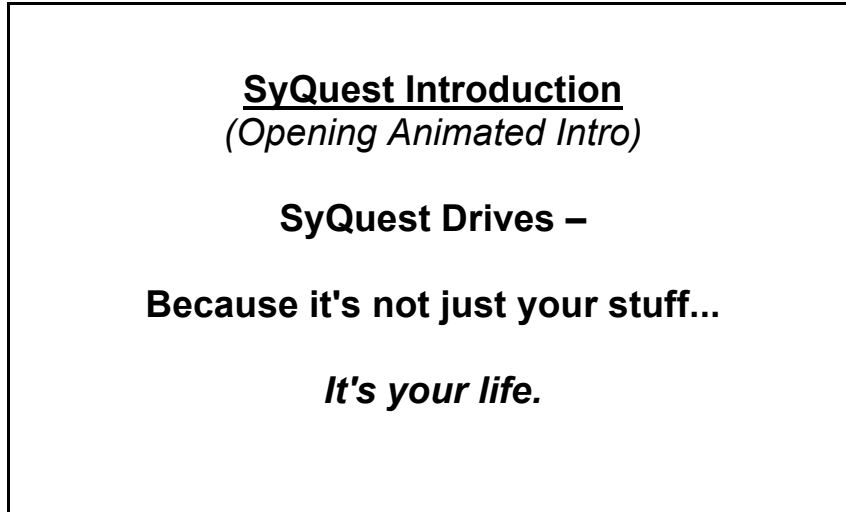 SyQuest Introduction
(Opening Animated Intro)
SyQuest Drives –
Because it's not just your stuff...
It's your life.